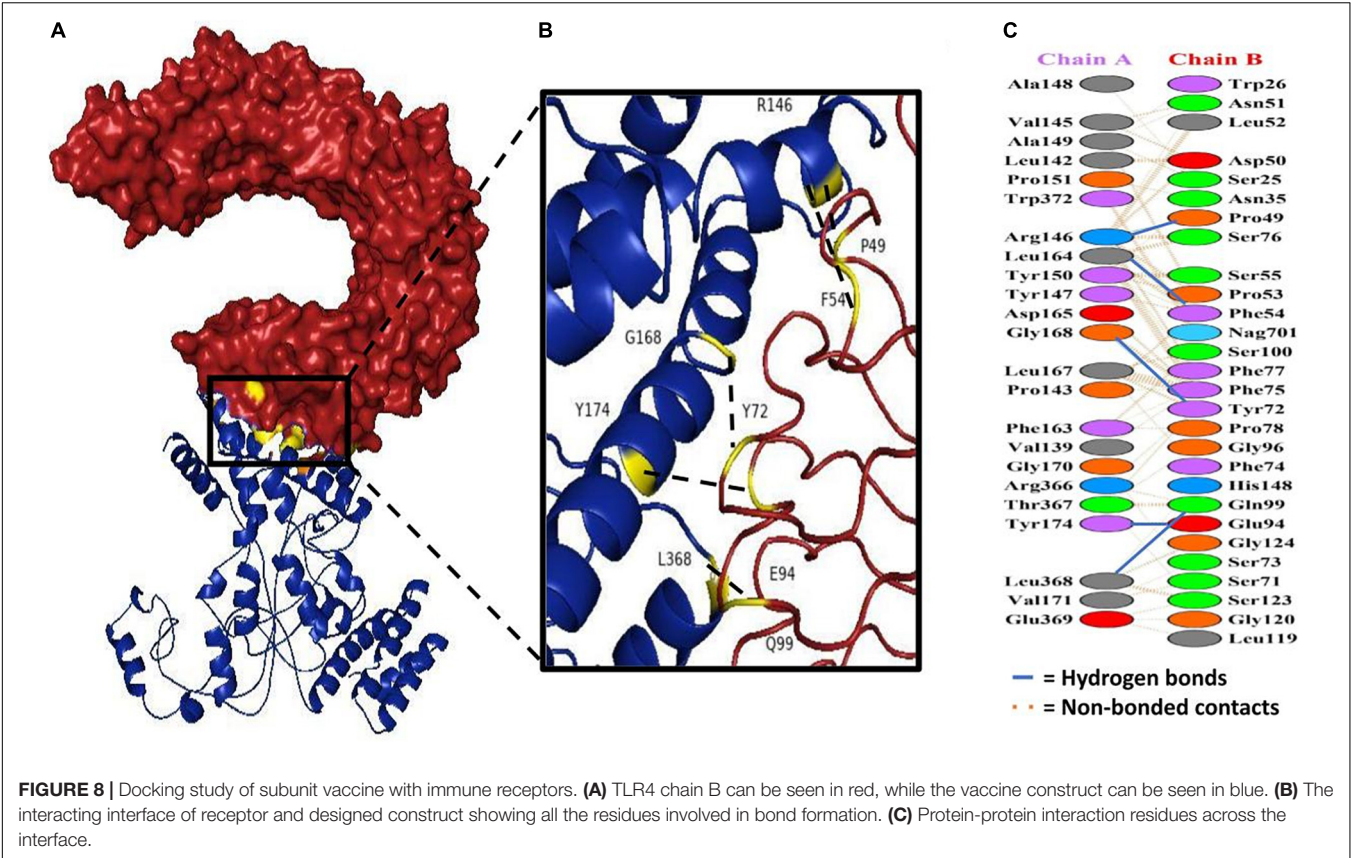 A
B
C
R146
P49
F54
G168
Y72
Y174
L368
E94
Q99
Chain A Chain B
Ala148 Trp26
Asn51
Val145 Leu52
Ala149
Leu142 Asp50
Pro151 Ser25
Trp372 Asn35
Pro49
Arg146 Ser76
Leu164
Tyr150 Ser55
Tyr147 Pro53
Asp165 Phe54
Gly168 Nag701
Ser100
Leu167 Phe77
Pro143 Phe75
Tyr72
Phe163 Pro78
Val139 Gly96
Gly170 Phe74
Arg366 His148
Thr367 Gln99
Tyr174 Glu94
Gly124
Ser73
Leu368 Ser71
Val171 Ser123
Glu369 Gly120
Leu119
= Hydrogen bonds
= Non-bonded contacts
FIGURE 8 | Docking study of subunit vaccine with immune receptors. (A) TLR4 chain B can be seen in red, while the vaccine construct can be seen in blue. (B) The
interacting interface of receptor and designed construct showing all the residues involved in bond formation. (C) Protein-protein interaction residues across the
interface.